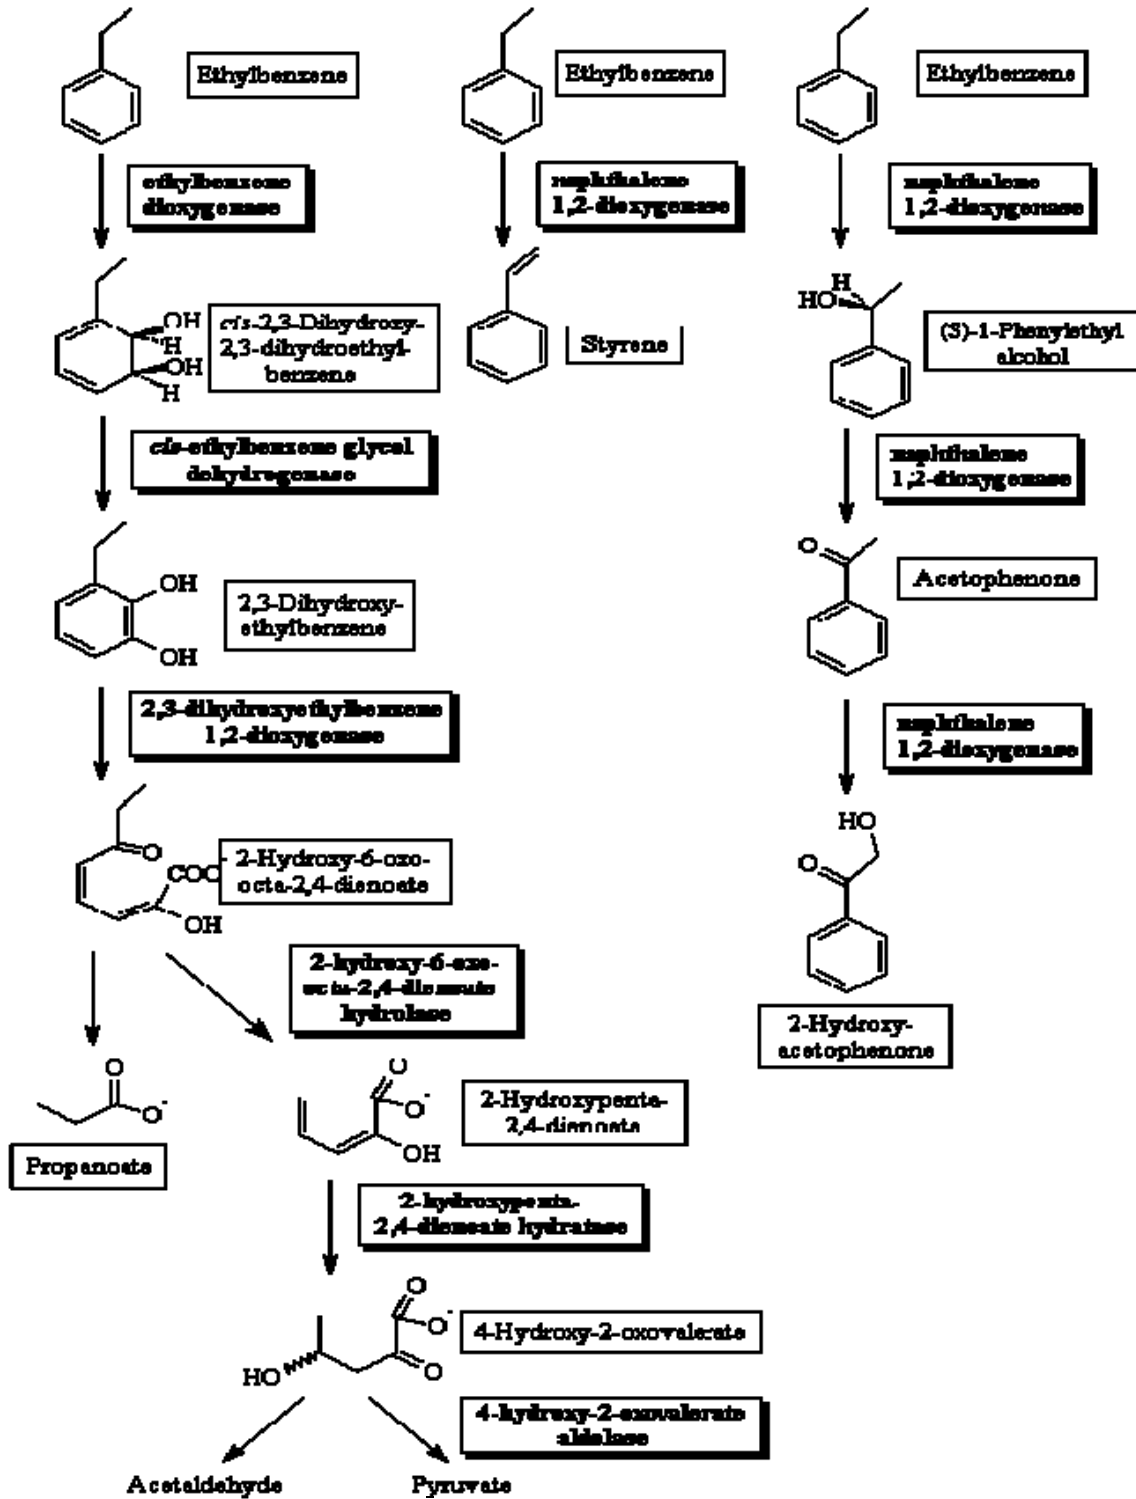 Ethylbenzene
Ethylbenzene
Ethylbenzene
ethylbenzene
dioxygenase
naphthalene
1,2-dioxygenase
naphthalene
1,2-dioxygenase
OH
H
OH
H
cis-2,3-Dihydroxy-
2,3-dihydroethyl-
benzene
Styrene
H
HO
(S)-1-Phenylethyl
alcohol
cis-ethylbenzene glycol
dehydrogenase
naphthalene
1,2-dioxygenase
OH
OH
2,3-Dihydroxy-
ethylbenzene
O
Acetophenone
2,3-dihydroxyethylbenzene
1,2-dioxygenase
naphthalene
1,2-dioxygenase
O
COO
-
OH
2-Hydroxy-6-oxo-
octa-2,4-dienoate
HO
O
2-hydroxy-6-oxo-
octa-2,4-dienoate
hydrolase
2-Hydroxy-
acetophenone
O
O-
Propanoate
O
O-
OH
2-Hydroxypenta-
2,4-dienoate
2-hydroxypenta-
2,4-dienoate hydratase
O
O-
O
HO
4-Hydroxy-2-oxovalerate
4-hydroxy-2-oxovalerate
aldolase
Acetaldehyde
Pyruvate